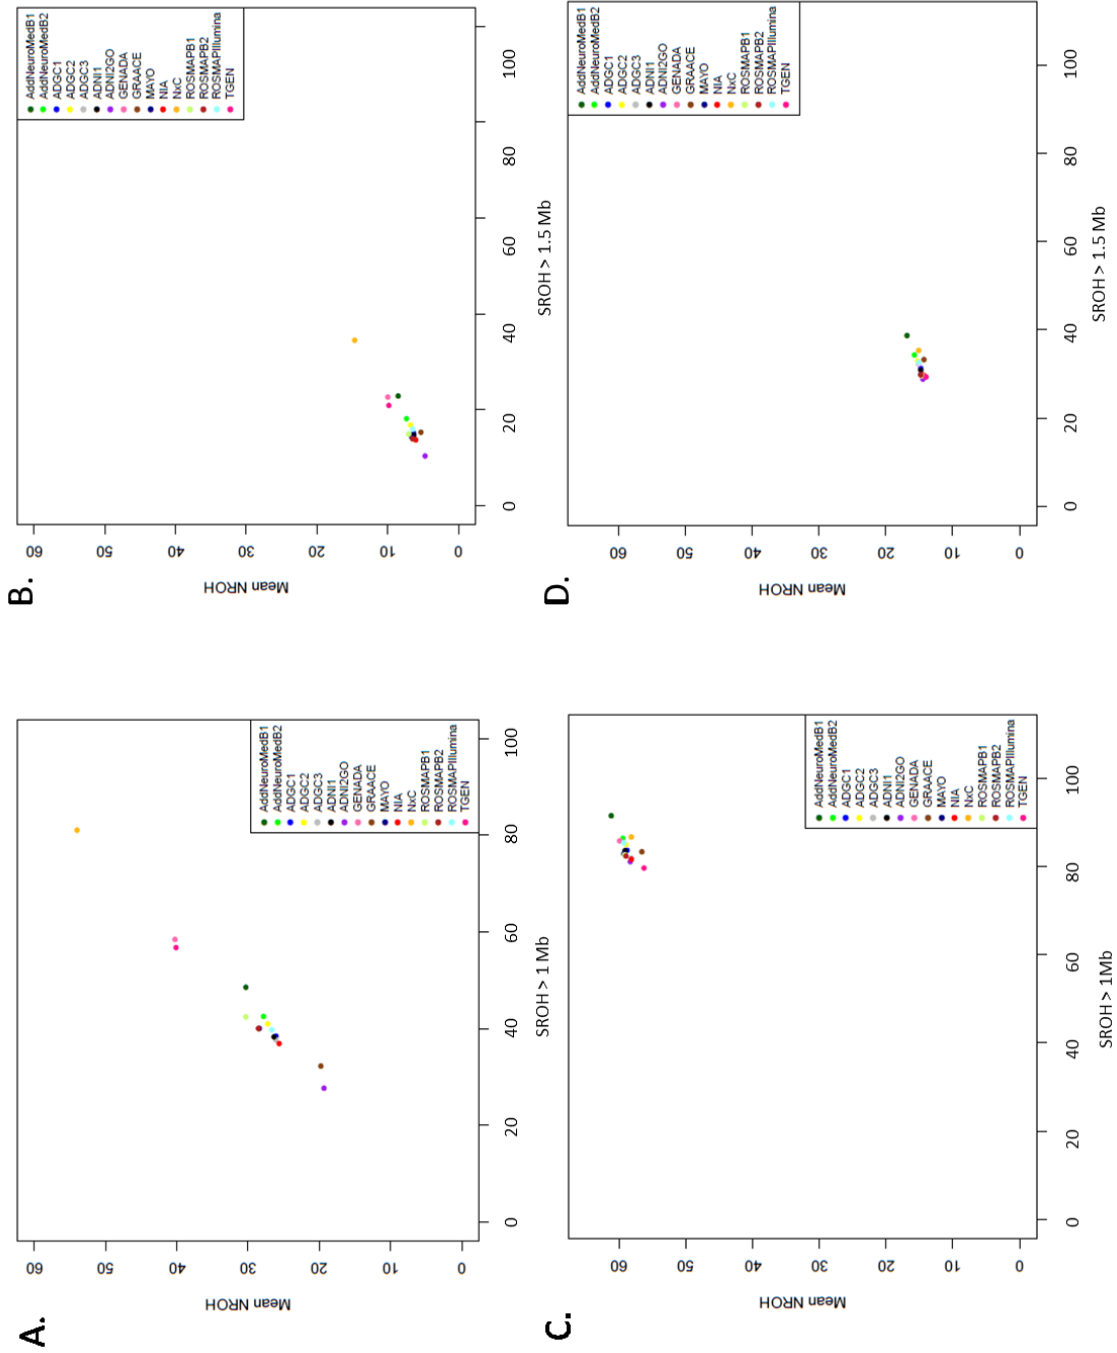 A.
Mean NROH
60
50
40
30
20
10
0
0
20
40
60
80
100
SROH > 1 Mb
AddNeuroMedB1
AddNeuroMedB2
ADGC1
ADGC2
ADGC3
ADNI1
ADNI2GO
GENADA
GRAACE
MAYO
NIA
NxC
ROSMAPB1
ROSMAPB2
ROSMAPIllumina
TGEN
B.
Mean NROH
60
50
40
30
20
10
0
0
20
40
60
80
100
SROH > 1.5 Mb
AddNeuroMedB1
AddNeuroMedB2
ADGC1
ADGC2
ADGC3
ADNI1
ADNI2GO
GENADA
GRAACE
MAYO
NIA
NxC
ROSMAPB1
ROSMAPB2
ROSMAPIllumina
TGEN
C.
Mean NROH
60
50
40
30
20
10
0
0
20
40
60
80
100
SROH > 1Mb
AddNeuroMedB1
AddNeuroMedB2
ADGC1
ADGC2
ADGC3
ADNI1
ADNI2GO
GENADA
GRAACE
MAYO
NIA
NxC
ROSMAPB1
ROSMAPB2
ROSMAPIllumina
TGEN
D.
Mean NROH
60
50
40
30
20
10
0
0
20
40
60
80
100
SROH > 1.5 Mb
AddNeuroMedB1
AddNeuroMedB2
ADGC1
ADGC2
ADGC3
ADNI1
ADNI2GO
GENADA
GRAACE
MAYO
NIA
NxC
ROSMAPB1
ROSMAPB2
ROSMAPIllumina
TGEN